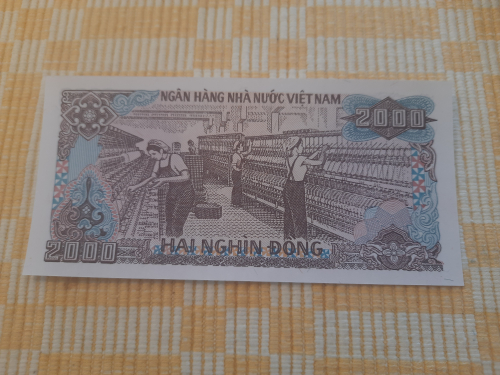 NGÂN HÀNG NHÀ NƯỚC VIỆT NAM
2000
2000
HAI NGHÌN ĐỒNG